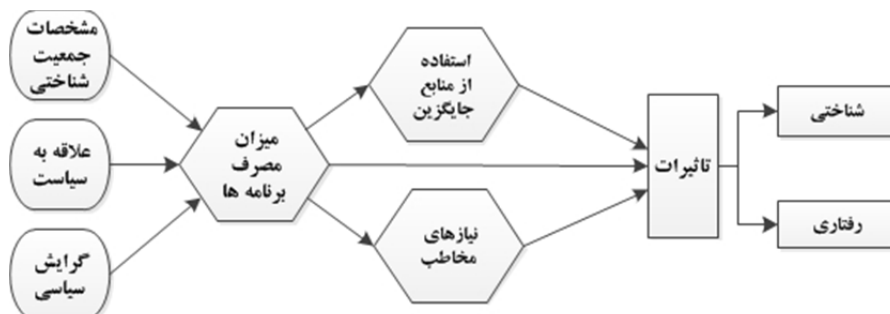 مشخصات
جمعیت
شناختی
علاقه به
سیاست
گرایش
سیاسی
میزان
مصرف
برنامه ها
استفاده
از منابع
جایگزین
نیازهای
مخاطب
تاثیرات
شناختی
رفتاری